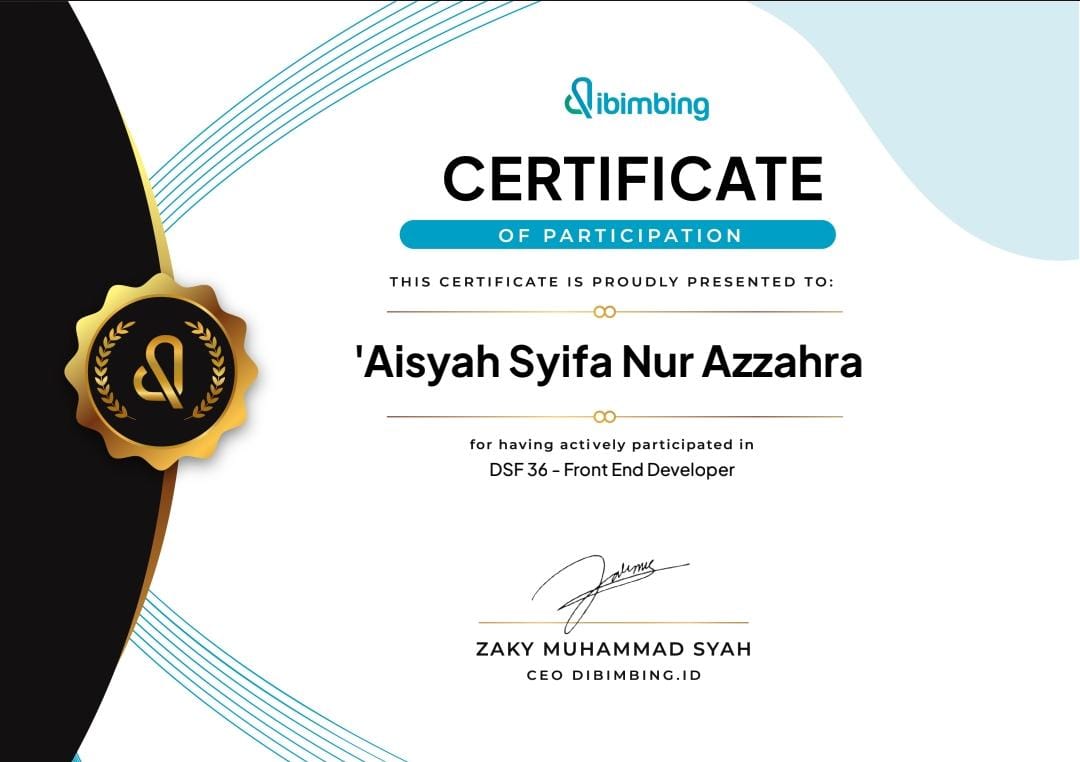 dibimbing
CERTIFICATE
OF PARTICIPATION
THIS CERTIFICATE IS PROUDLY PRESENTED TO:
'Aisyah Syifa Nur Azzahra
for having actively participated in
DSF 36 - Front End Developer
ZAKY MUHAMMAD SYAH
CEO DIBIMBING.ID